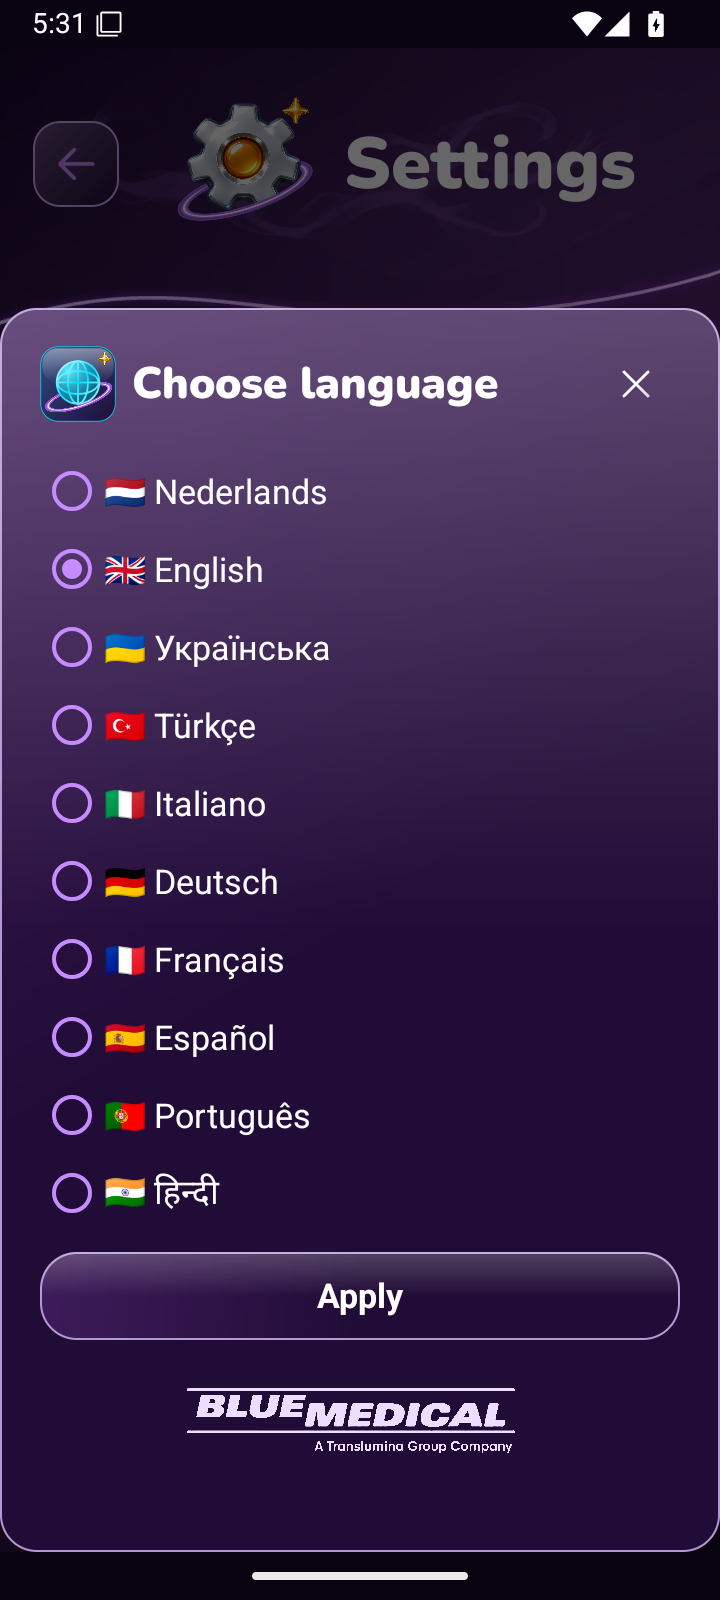 5:31
Settings
Choose language
Nederlands
English
Українська
Türkçe
Italiano
Deutsch
Français
Español
Português
हिन्दी
Apply
BLUEMEDICAL
A Translumina Group Company